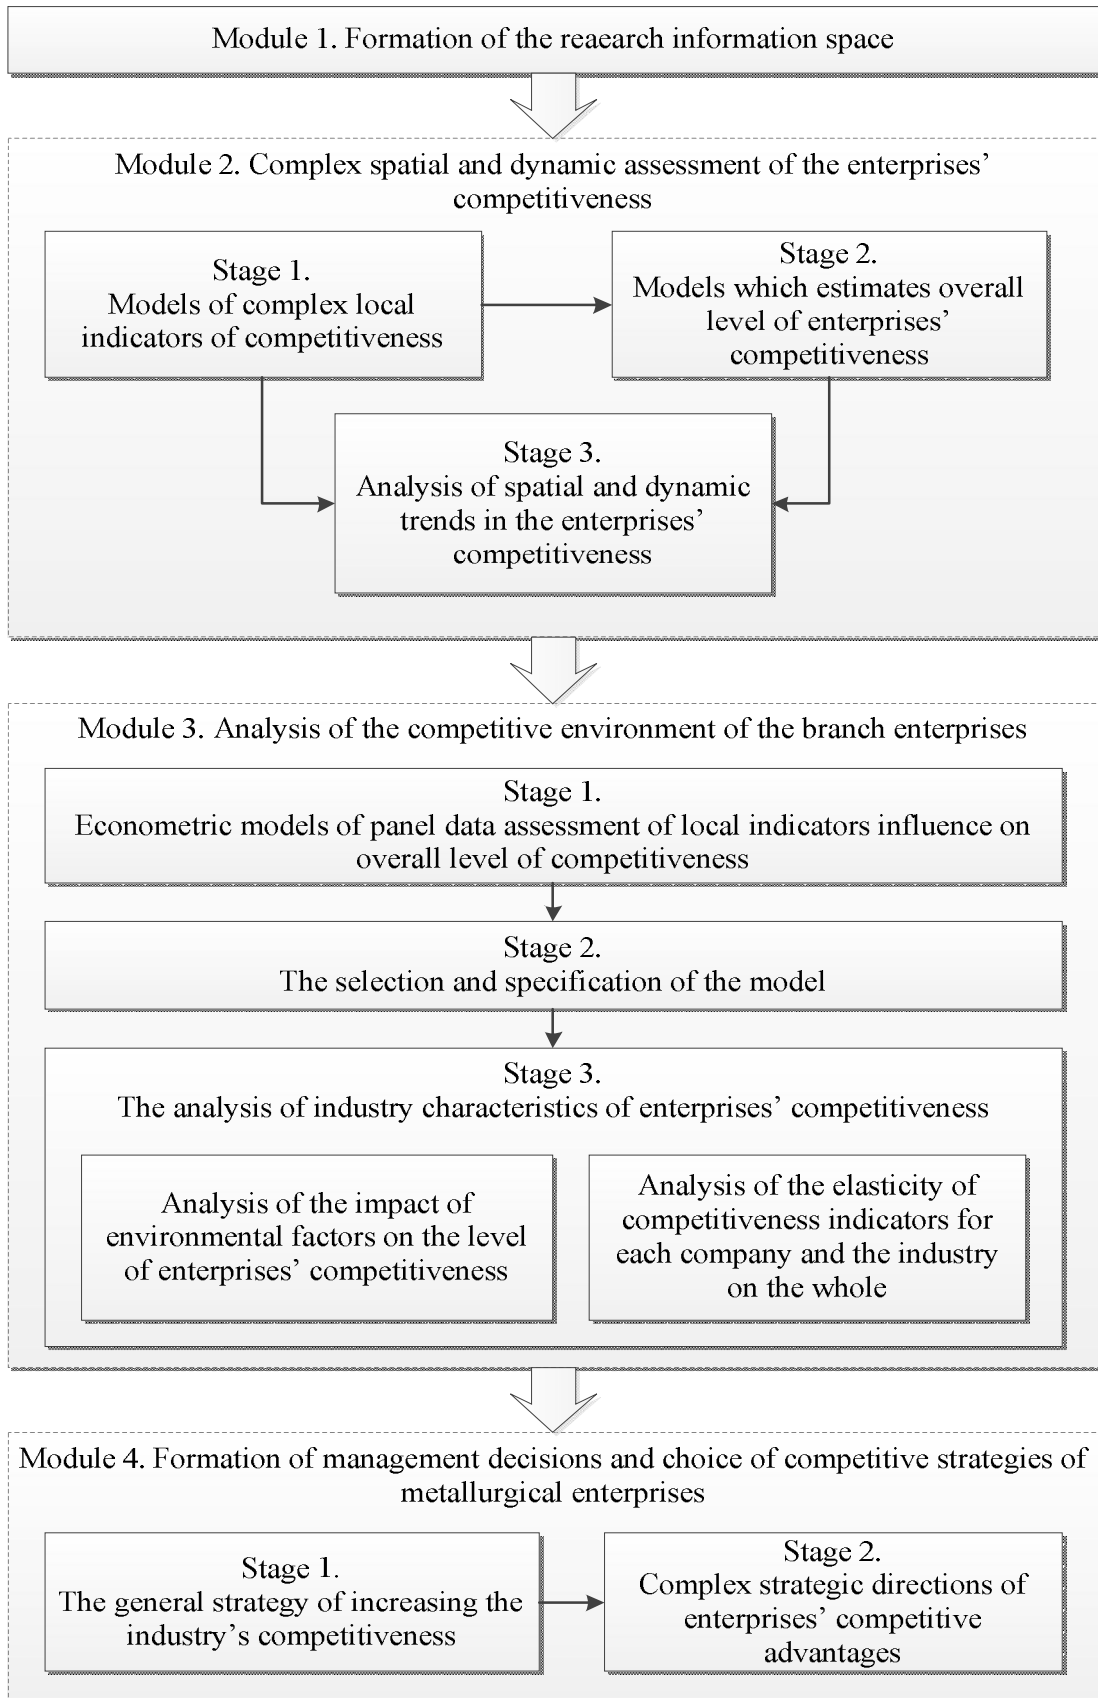 Module 1. Formation of the reaearch information space
Module 2. Complex spatial and dynamic assessment of the enterprises’
competitiveness
Stage 1.
Models of complex local
indicators of competitiveness
Stage 2.
Models which estimates overall
level of enterprises’
competitiveness
Stage 3.
Analysis of spatial and dynamic
trends in the enterprises’
competitiveness
Module 3. Analysis of the competitive environment of the branch enterprises
Stage 1.
Econometric models of panel data assessment of local indicators influence on
overall level of competitiveness
Stage 2.
The selection and specification of the model
Stage 3.
The analysis of industry characteristics of enterprises’ competitiveness
Analysis of the impact of
environmental factors on the level
of enterprises’ competitiveness
Analysis of the elasticity of
competitiveness indicators for
each company and the industry
on the whole
Module 4. Formation of management decisions and choice of competitive strategies of
metallurgical enterprises
Stage 1.
The general strategy of increasing the
industry’s competitiveness
Stage 2.
Complex strategic directions of
enterprises’ competitive
advantages